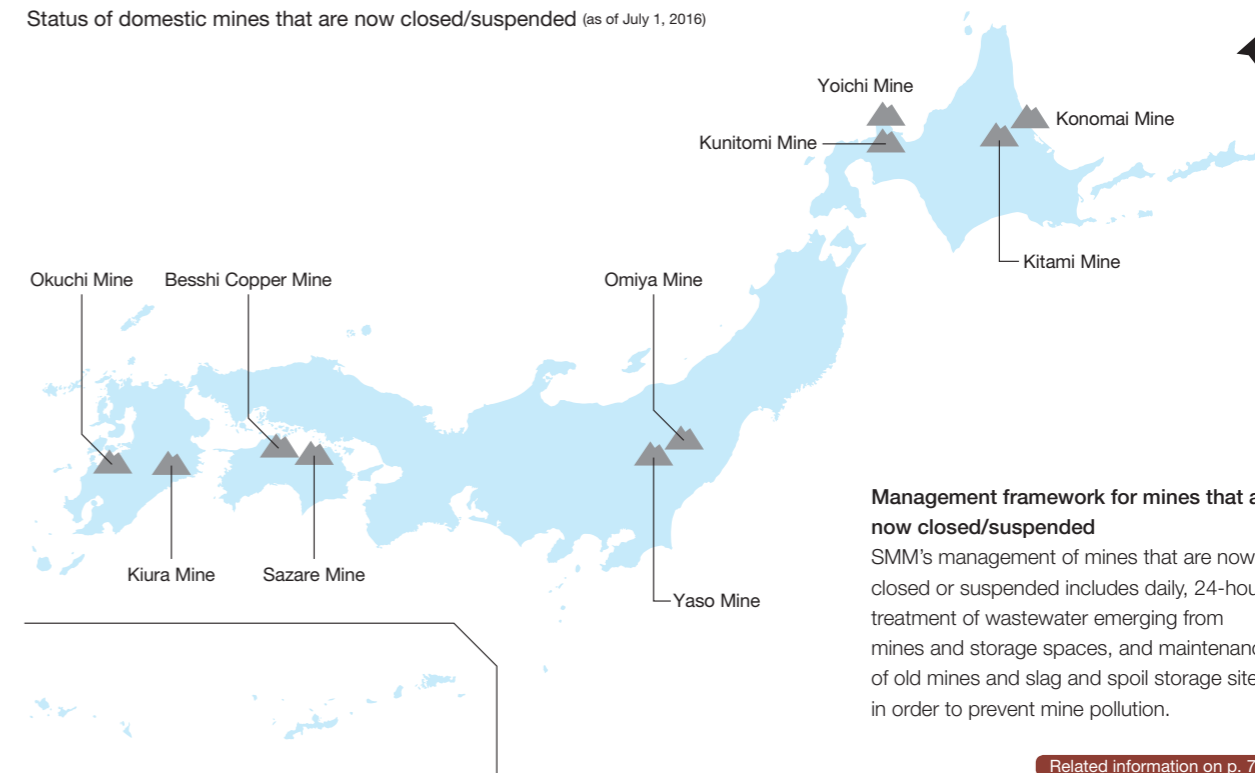 Status of domestic mines that are now closed/suspended (as of July 1, 2016)
Yoichi Mine
Konomai Mine
Kunitomi Mine
Kitami Mine
Okuchi Mine
Besshi Copper Mine
Omiya Mine
Kiura Mine
Sazare Mine
Yaso Mine
Management framework for mines that a
now closed/suspended
SMM's management of mines that are now
closed or suspended includes daily, 24-hou
treatment of wastewater emerging from
mines and storage spaces, and maintenanc
of old mines and slag and spoil storage site
in order to prevent mine pollution.
Related information on p. 7